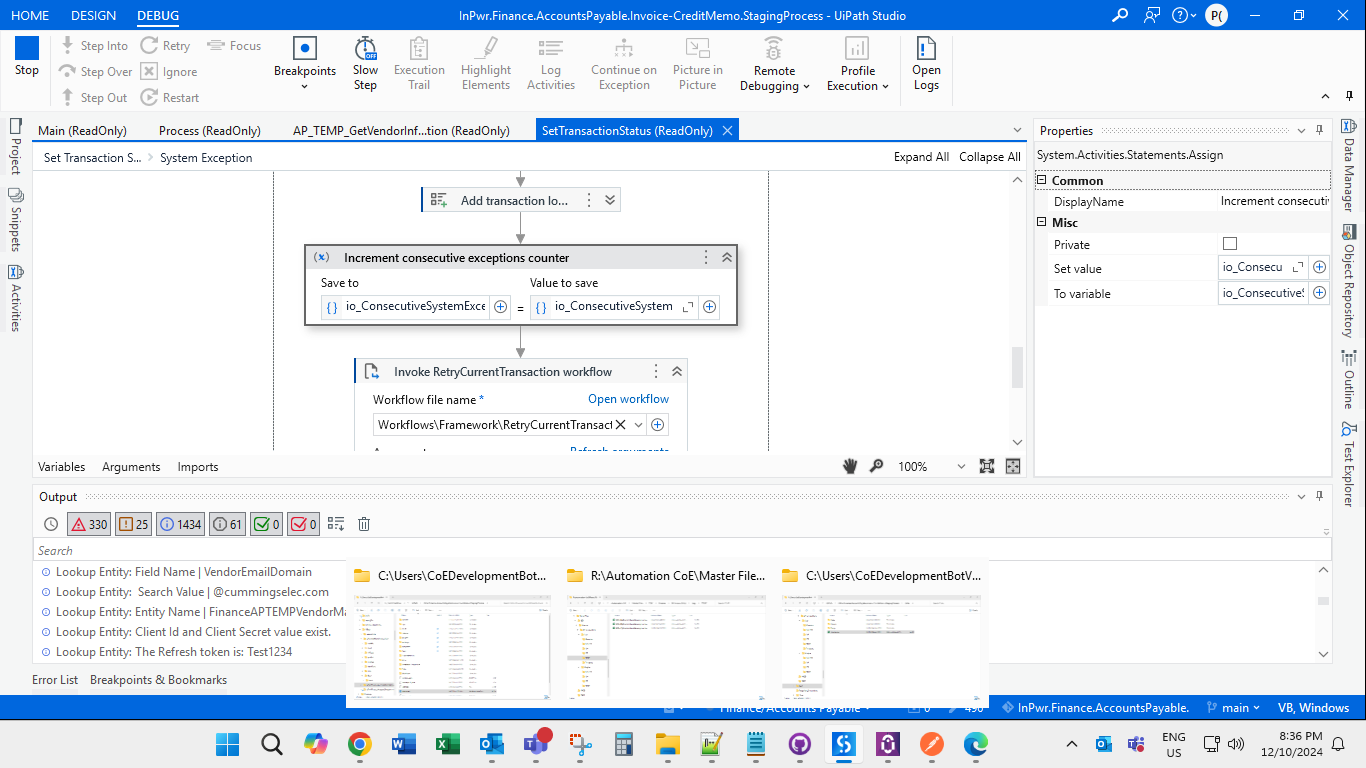 HOME DESIGN DEBUG
InPwr.Finance.AccountsPayable.Invoice-CreditMemo.StagingProcess - UiPath Studio
P(
Stop
Step Into
Step Over
Step Out
Retry
Ignore
Restart
Focus
Breakpoints
Slow Step
OFF
Execution Trail
Highlight Elements
Log Activities
Continue on Exception
Picture in Picture
Remote Debugging
Profile Execution
Open Logs
Main (ReadOnly)
Process (ReadOnly)
AP_TEMP_GetVendorInf...tion (ReadOnly)
SetTransactionStatus (ReadOnly)
Set Transaction S...
System Exception
Expand All
Collapse All
Project
Snippets
Activities
Add transaction lo...
(x) Increment consecutive exceptions counter
Save to
Value to save
{ } io_ConsecutiveSystemExce
=
{ } io_ConsecutiveSystem
Invoke RetryCurrentTransaction workflow
Workflow file name *
Open workflow
Workflows\Framework\RetryCurrentTransact
Refresh arguments
Variables
Arguments
Imports
100%
Properties
System.Activities.Statements.Assign
Common
DisplayName
Increment consecuti
Misc
Private
Set value
io_Consecu
To variable
io_Consecutive
Data Manager
Object Repository
Outline
Test Explorer
Output
330
25
1434
61
0
0
Search
Lookup Entity: Field Name | VendorEmailDomain
Lookup Entity: Search Value | @cummingselec.com
Lookup Entity: Entity Name | FinanceAPTEMPVendorMa
Lookup Entity: Client Id and Client Secret value exist.
Lookup Entity: The Refresh token is: Test1234
C:\Users\CoEDevelopmentBot...
R:\Automation CoE\Master File...
C:\Users\CoEDevelopmentBotV...
Error List
Breakpoints & Bookmarks
Finance/Accounts Payable
0
490
InPwr.Finance.AccountsPayable.
main
VB, Windows
ENG
US
8:36 PM
12/10/2024